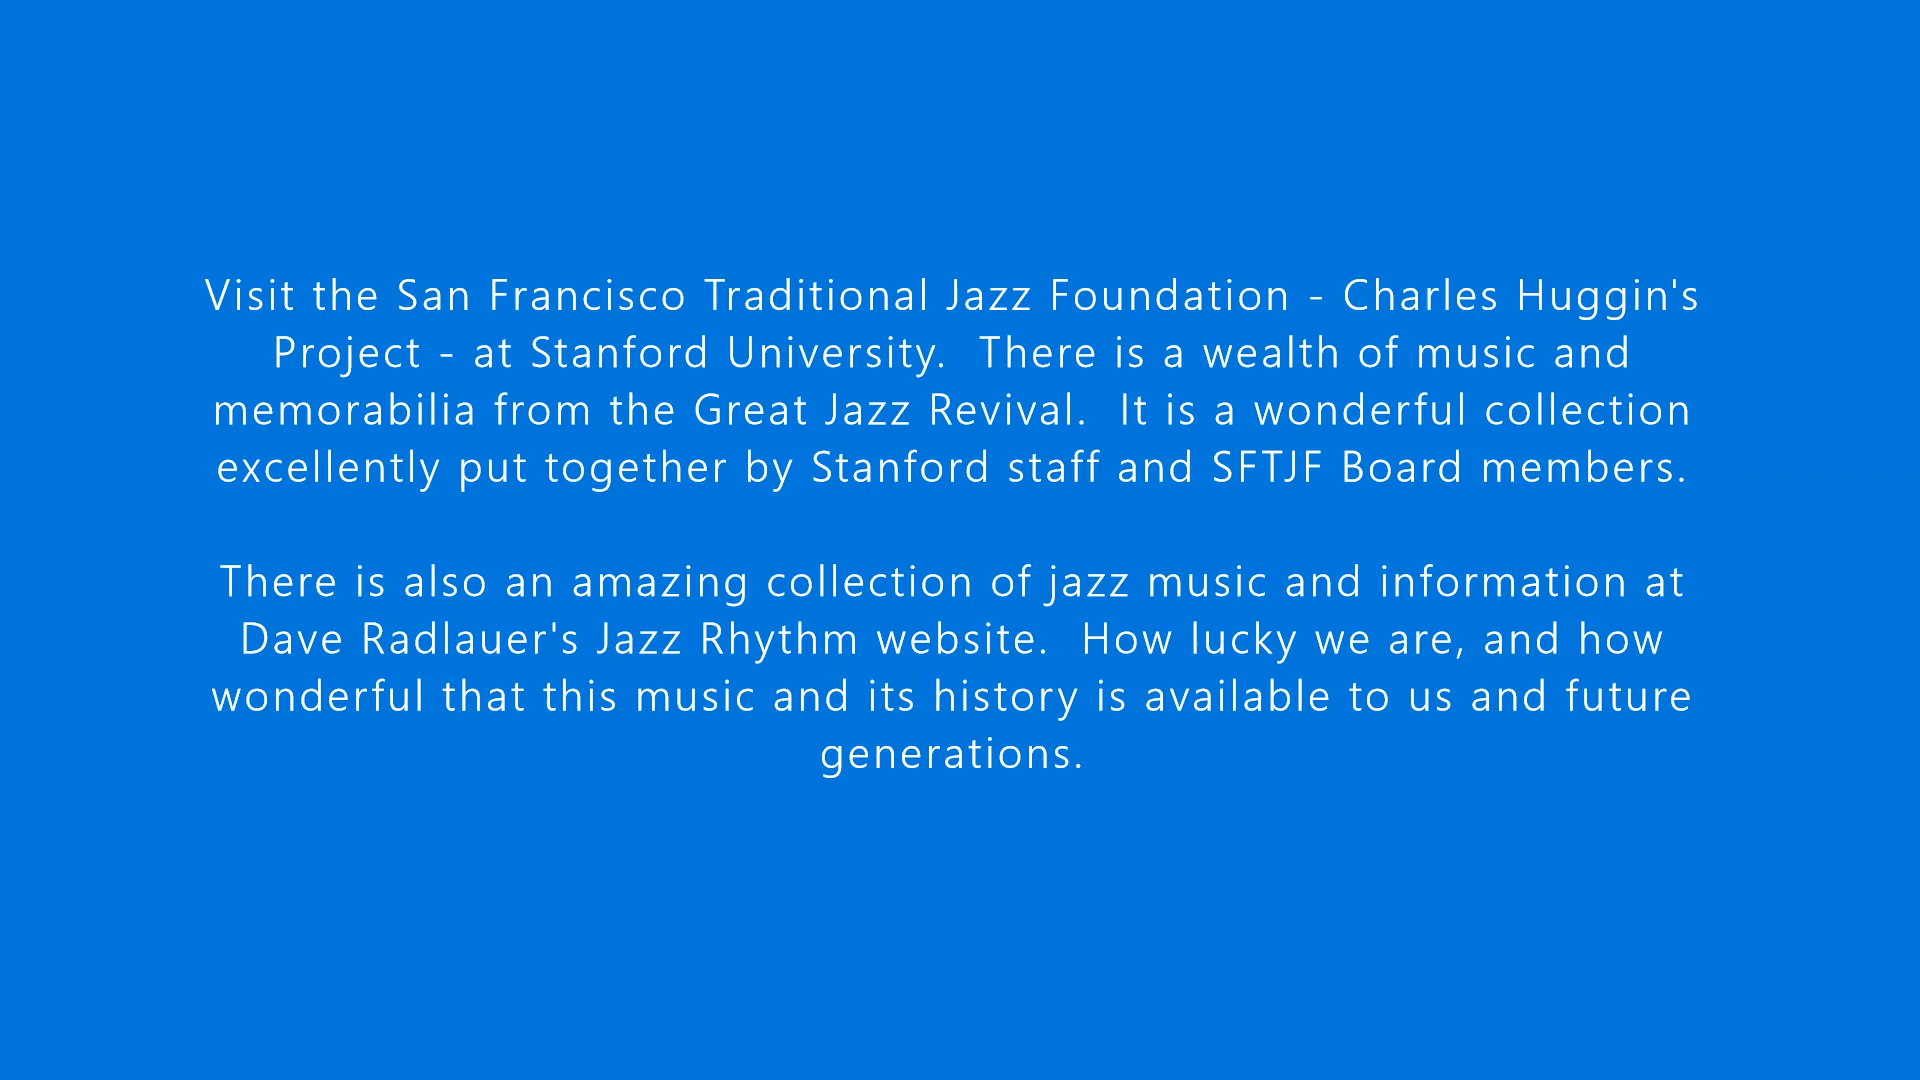 Visit the San Francisco Traditional Jazz Foundation - Charles Huggin's
Project - at Stanford University.  There is a wealth of music and
memorabilia from the Great Jazz Revival.  It is a wonderful collection
excellently put together by Stanford staff and SFTJF Board members.
There is also an amazing collection of jazz music and information at
Dave Radlauer's Jazz Rhythm website.  How lucky we are, and how
wonderful that this music and its history is available to us and future
generations.